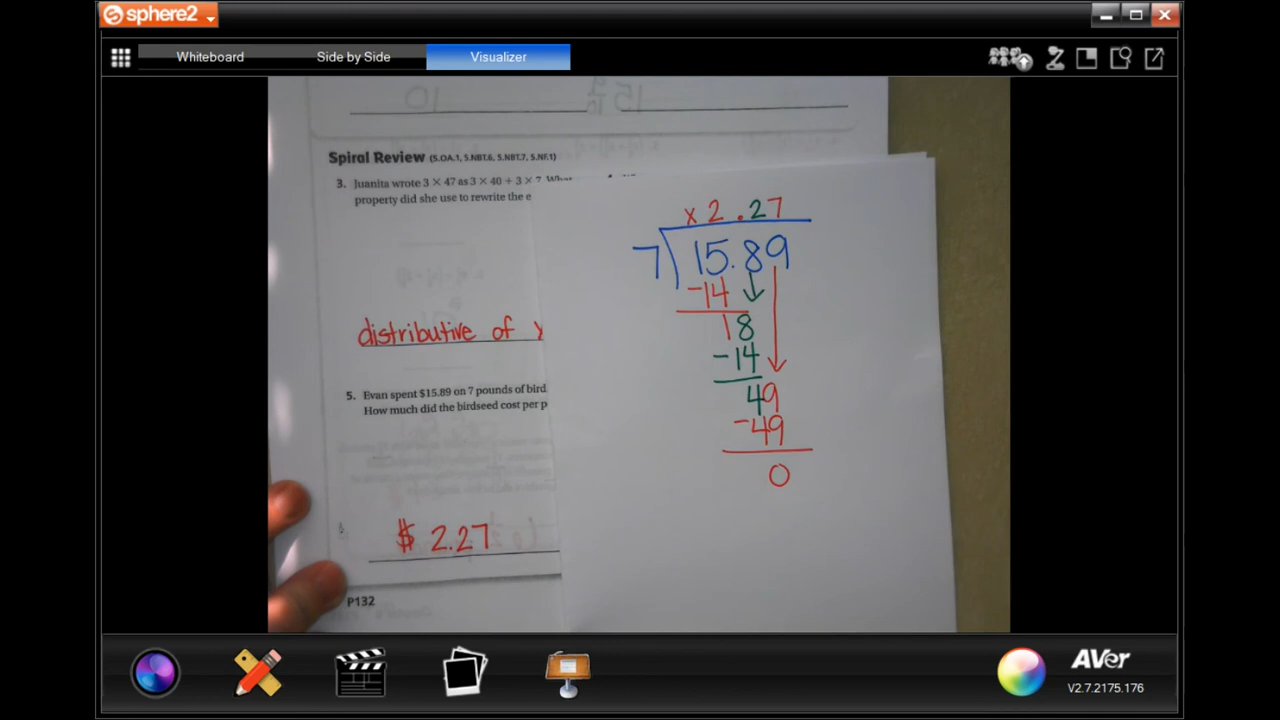 sphere2
Whiteboard Side by Side Visualizer
10 15
Spiral Review (5.OA.1, 5.NBT.6, 5.NBT.7, 5.NF.1)
3. Juanita wrote 3 × 47 as 3 × 40 + 3 × 7. What
property did she use to rewrite the e
distributive of
5. Evan spent $15.89 on 7 pounds of bird
How much did the birdseed cost per p
$ 2.27
P132
x2.27
7 15.89
-14
18
-14
49
-49
0
AVer
V2.7.2175.176